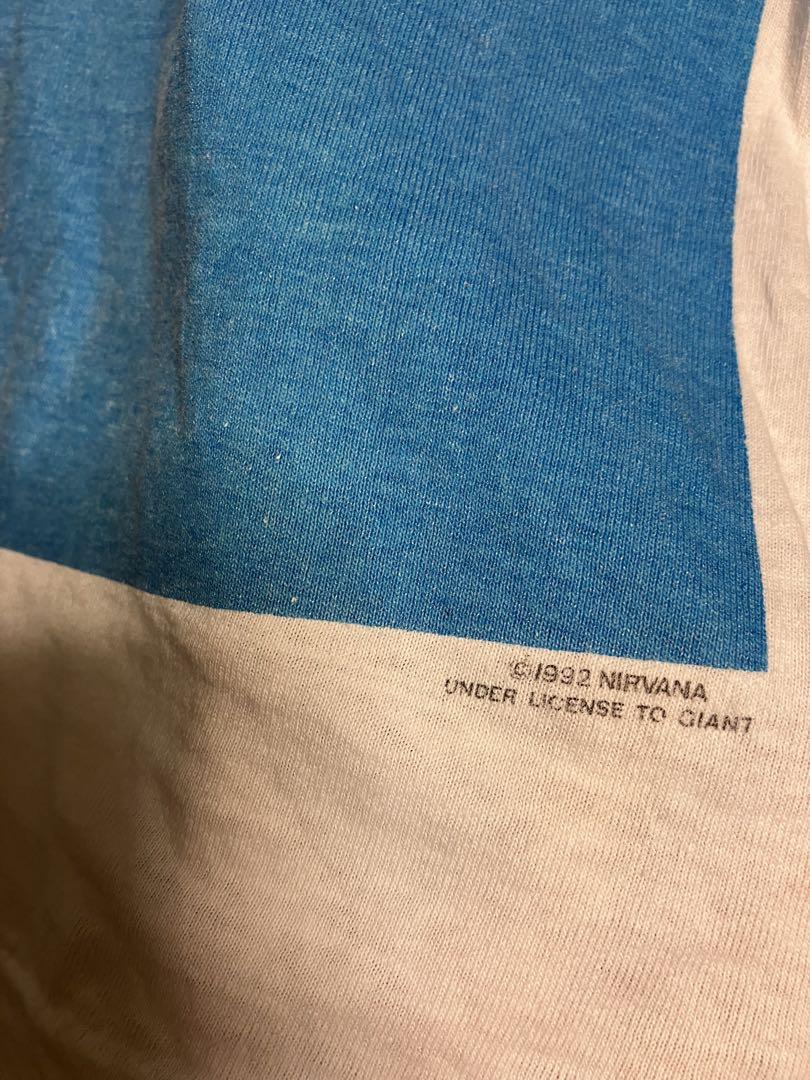 ©1992 NIRVANA
UNDER LICENSE TO GIANT